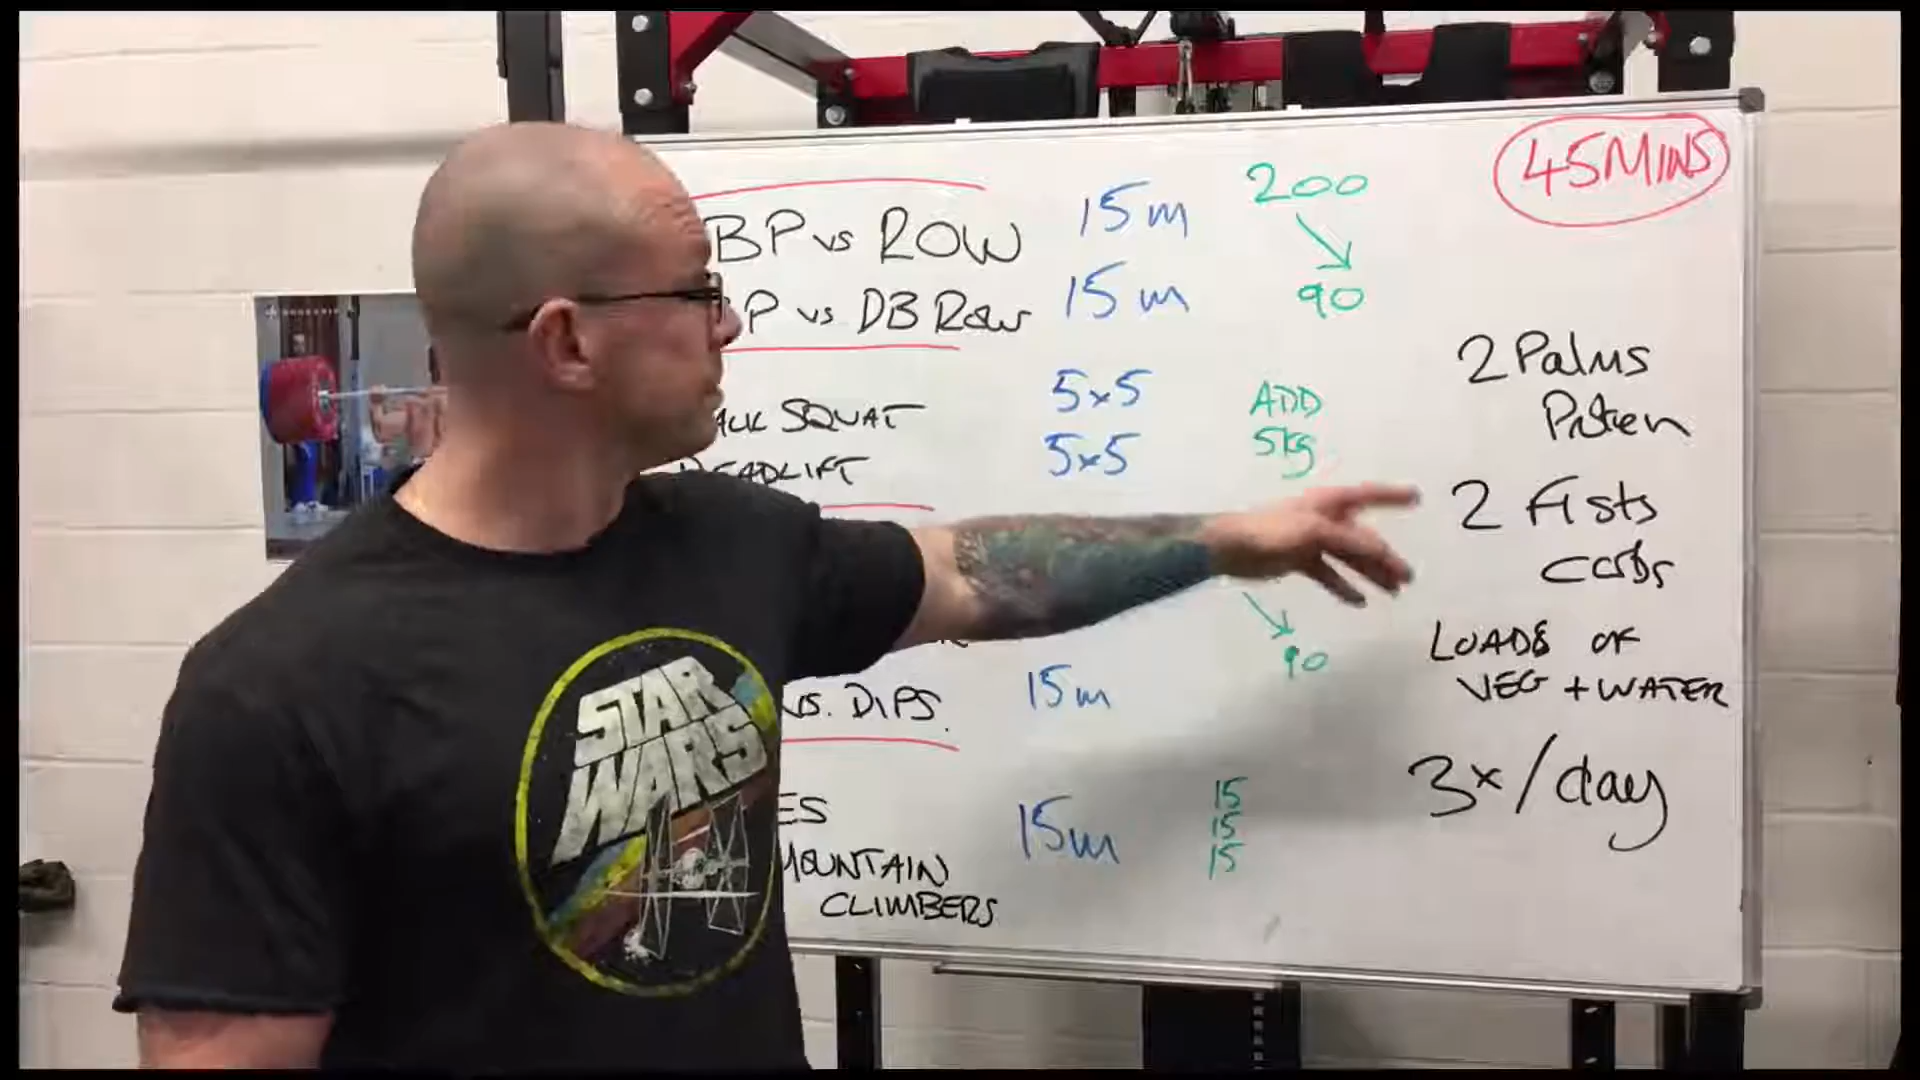 45MINS
BP vs ROW 15m 200
90
P vs DB Row 15m
SQUAT 5x5 ADD
5kg
DEADLIFT 5x5
90
VS. DIPS. 15m
ES 15m 15
15
15
MOUNTAIN
CLIMBERS
2 Palms
2 Fists
carbs
LOADS OF
VEG + WATER
3x/day
STAR
WARS